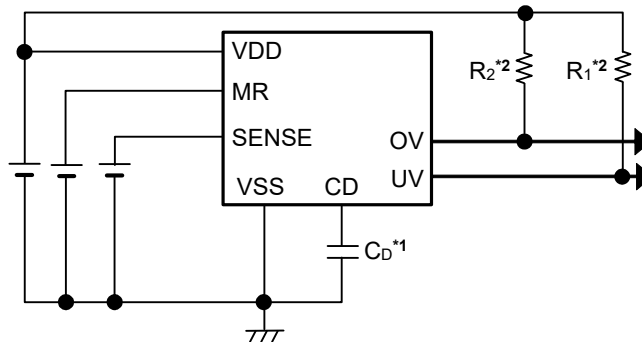 VDD
MR
SENSE
VSS CD
OV
UV
R2*2 R1*2
CD*1